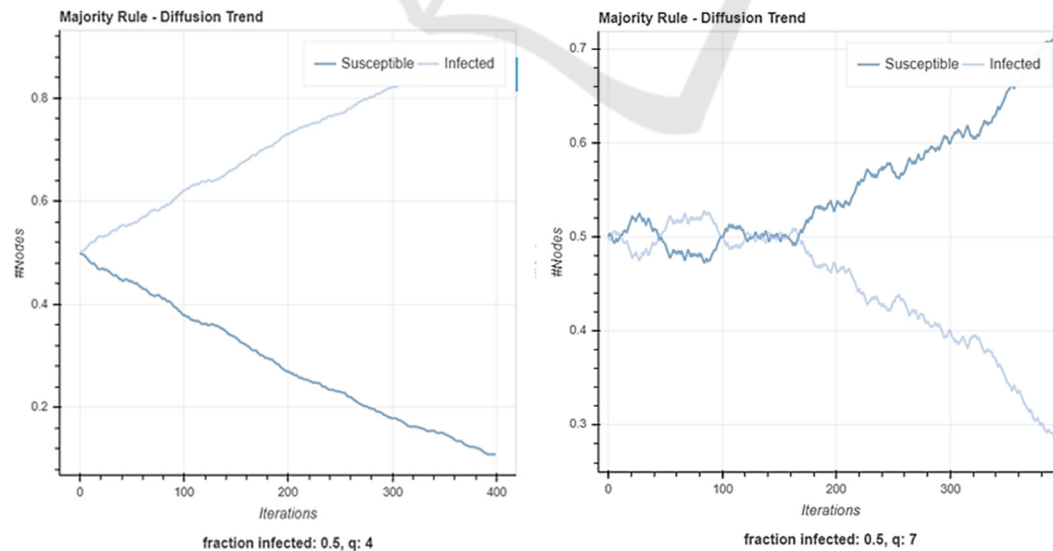 Majority Rule - Diffusion Trend
Susceptible Infected
0.8
0.6
0.4
0.2
#Nodes
0 100 200 300 400
Iterations
fraction infected: 0.5, q: 4
Majority Rule - Diffusion Trend
Susceptible Infected
0.7
0.6
0.5
0.4
0.3
#Nodes
0 100 200 300
Iterations
fraction infected: 0.5, q: 7